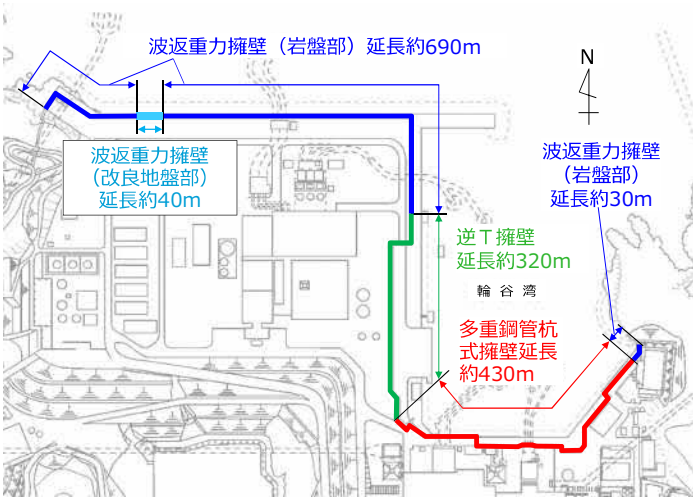 波返重力擁壁（岩盤部）延長約690m
N
波返重力擁壁
（改良地盤部）
延長約40m
波返重力擁壁
（岩盤部）
延長約30m
逆Ｔ擁壁
延長約320m
輪谷湾
多重鋼管杭
式擁壁延長
約430m